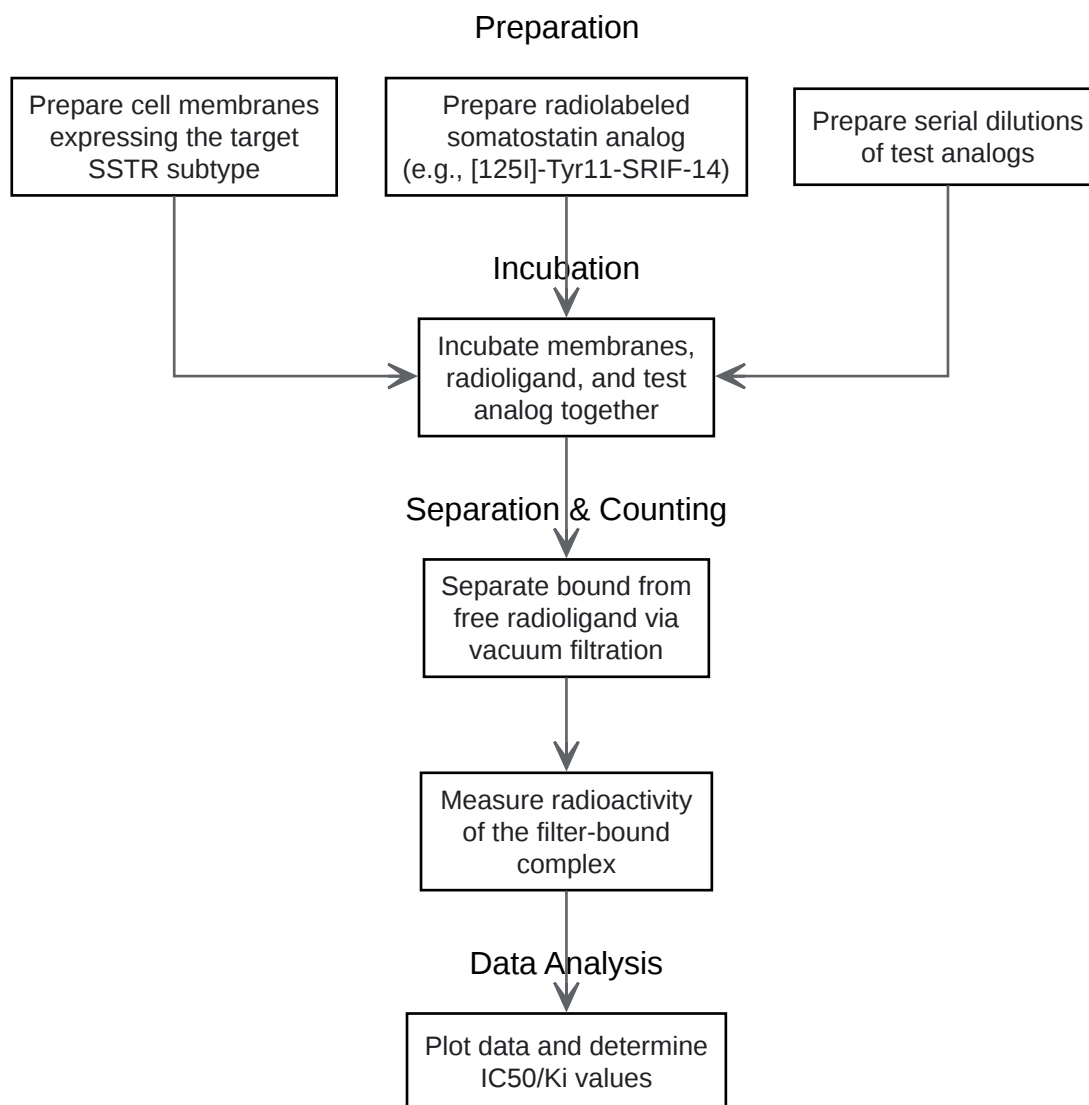 Preparation
Prepare cell membranes
expressing the target
SSTR subtype
Prepare radiolabeled
somatostatin analog
(e.g., [125I]-Tyr11-SRIF-14)
Prepare serial dilutions
of test analogs
Incubation
Incubate membranes,
radioligand, and test
analog together
Separation & Counting
Separate bound from
free radioligand via
vacuum filtration
Measure radioactivity
of the filter-bound
complex
Data Analysis
Plot data and determine
IC50/Ki values